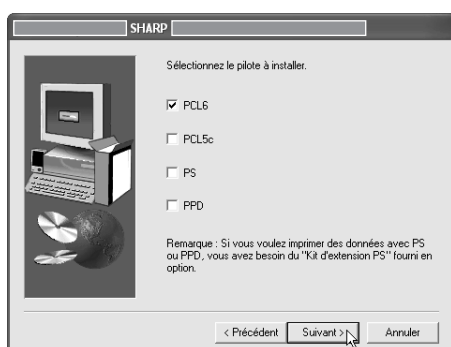 SHARP
Sélectionnez le pilote à installer.
PCL6
PCL5c
PS
PPD
Remarque : Si vous voulez imprimer des données avec PS
ou PPD, vous avez besoin du "Kit d'extension PS" fourni en
option.
< Précédent Suivant > Annuler